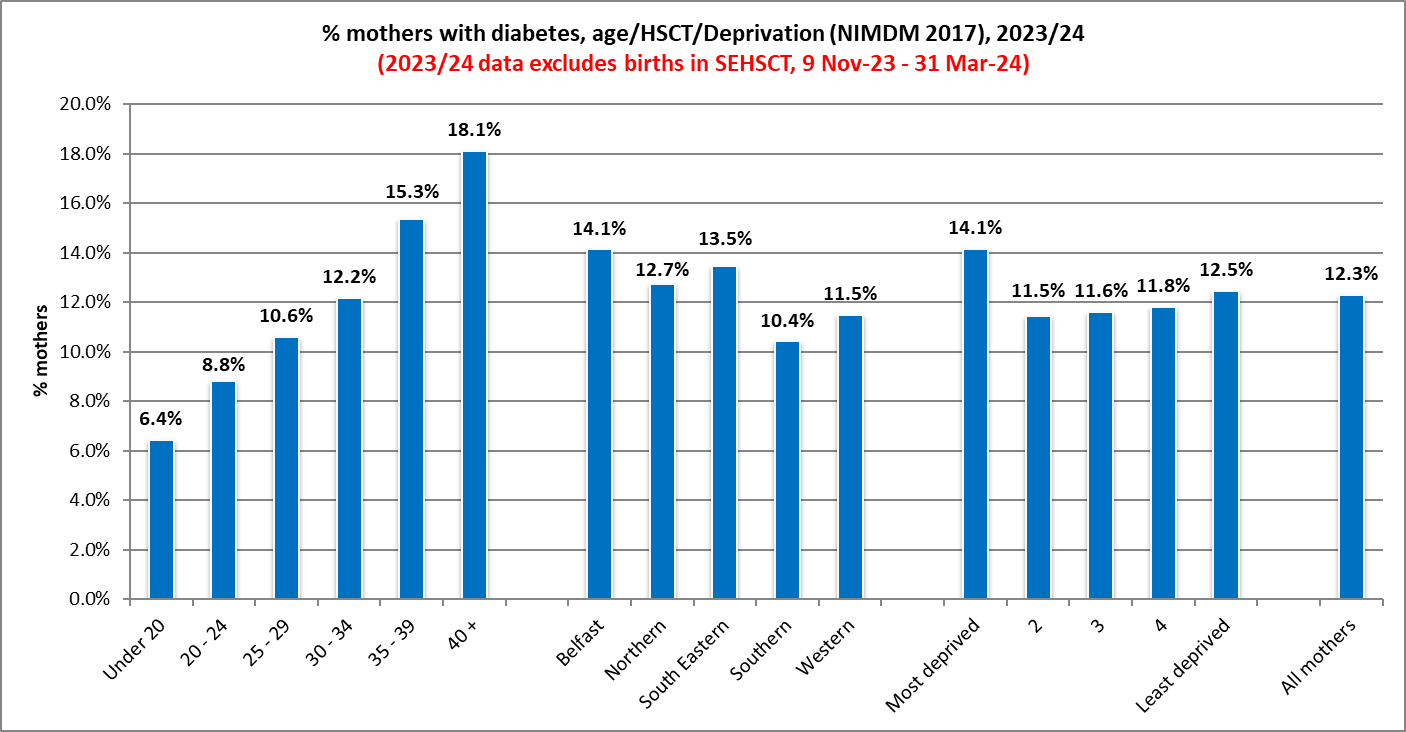 % mothers with diabetes, age/HSCT/Deprivation (NIMDM 2017), 2023/24
(2023/24 data excludes births in SEHSCT, 9 Nov-23 - 31 Mar-24)
% mothers
20.0%
18.0%
16.0%
14.0%
12.0%
10.0%
8.0%
6.0%
4.0%
2.0%
0.0%
6.4%
8.8%
10.6%
12.2%
15.3%
18.1%
14.1%
12.7%
13.5%
10.4%
11.5%
14.1%
11.5%
11.6%
11.8%
12.5%
12.3%
Under 20
20 - 24
25 - 29
30 - 34
35 - 39
40 +
Belfast
Northern
South Eastern
Southern
Western
Most deprived
2
3
4
Least deprived
All mothers